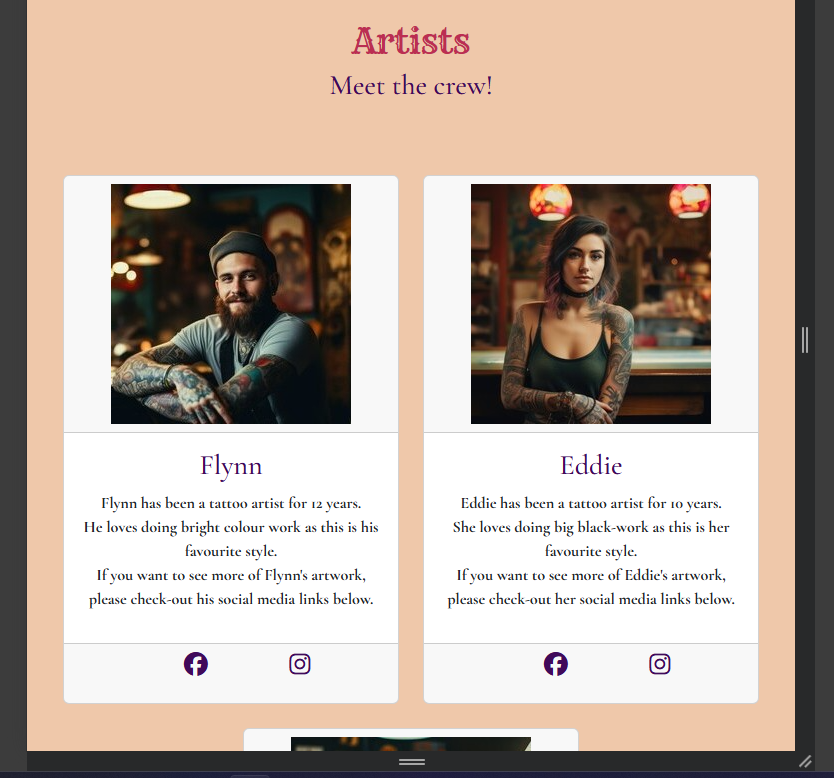 Artists
Meet the crew!
Flynn
Flynn has been a tattoo artist for 12 years.
He loves doing bright colour work as this is his
favourite style.
If you want to see more of Flynn's artwork,
please check-out his social media links below.
Eddie
Eddie has been a tattoo artist for 10 years.
She loves doing big black-work as this is her
favourite style.
If you want to see more of Eddie's artwork,
please check-out her social media links below.